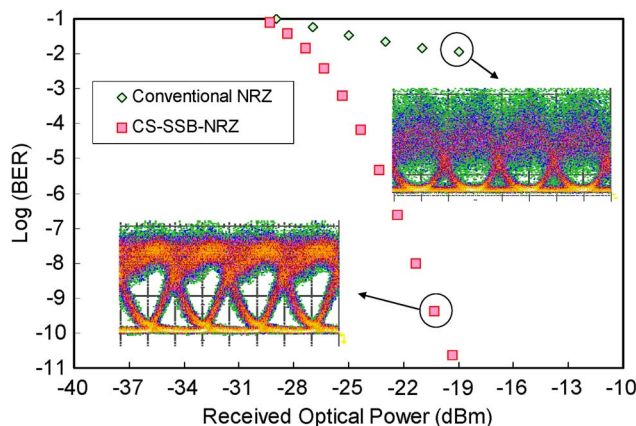 -1
-2
-3
-4
-5
-6
-7
-8
-9
-10
-11
Log (BER)
Conventional NRZ
CS-SSB-NRZ
-40 -37 -34 -31 -28 -25 -22 -19 -16 -13 -10
Received Optical Power (dBm)